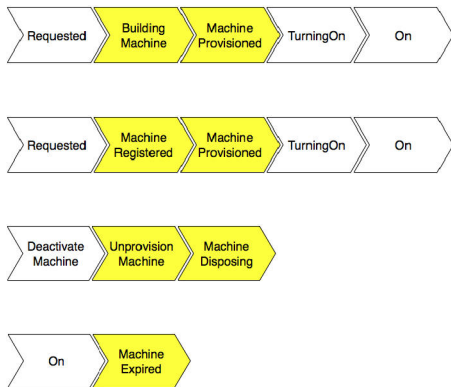 Requested
Building
Machine
Machine
Provisioned
TurningOn
On
Requested
Machine
Registered
Machine
Provisioned
TurningOn
On
Deactivate
Machine
Unprovision
Machine
Machine
Disposing
On
Machine
Expired